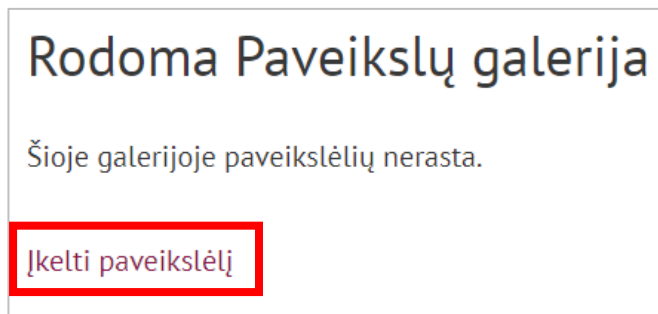 Rodoma Paveikslų galerija
Šioje galerijoje paveikslėlių nerasta.
Įkelti paveikslėlį